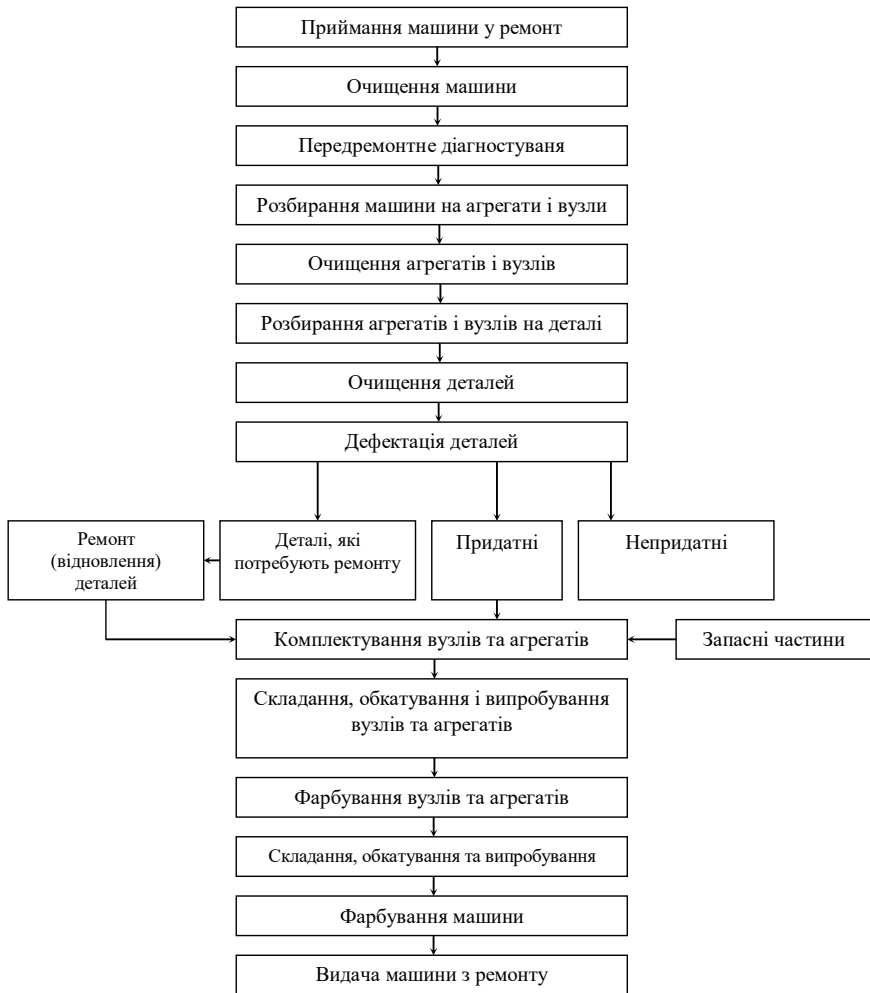 Приймання машини у ремонт
Очищення машини
Передремонтне діагностуваня
Розбирання машини на агрегати і вузли
Очищення агрегатів і вузлів
Розбирання агрегатів і вузлів на деталі
Очищення деталей
Дефектація деталей
Ремонт
(відновлення)
деталей
Деталі, які
потребують ремонту
Придатні
Непридатні
Комплектування вузлів та агрегатів
Запасні частини
Складання, обкатування і випробування
вузлів та агрегатів
Фарбування вузлів та агрегатів
Складання, обкатування та випробування
Фарбування машини
Видача машини з ремонту